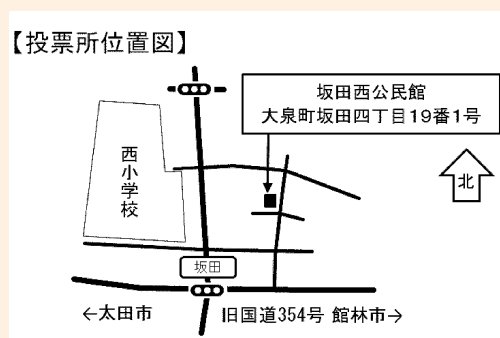 【投票所位置図】
坂田西公民館
大泉町坂田四丁目19番1号
西小学校
北
坂田
←太田市
旧国道354号 館林市→